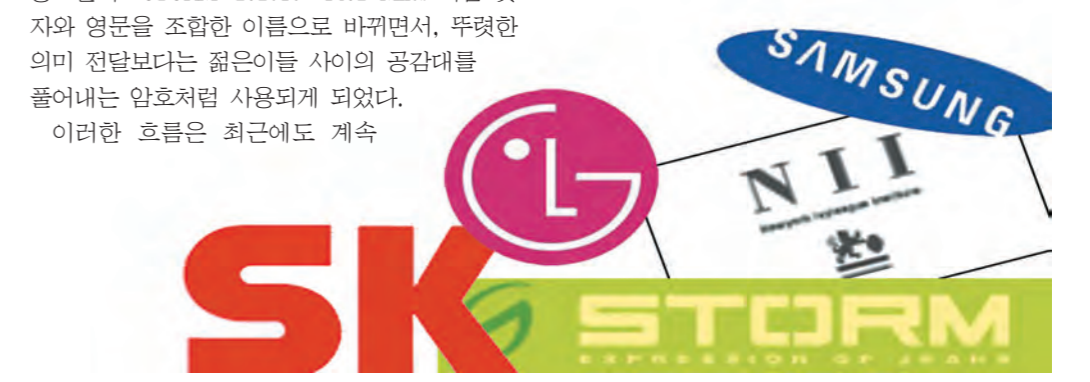 자와 영문을 조합한 이름으로 바뀌면서, 뚜렷한
의미 전달보다는 젊은이들 사이의 공감대를
풀어내는 암호처럼 사용되게 되었다.
이러한 흐름은 최근에도 계속
SAMSUNG
LG
NII
SK
STORM
EXPRESSION OF JEANS